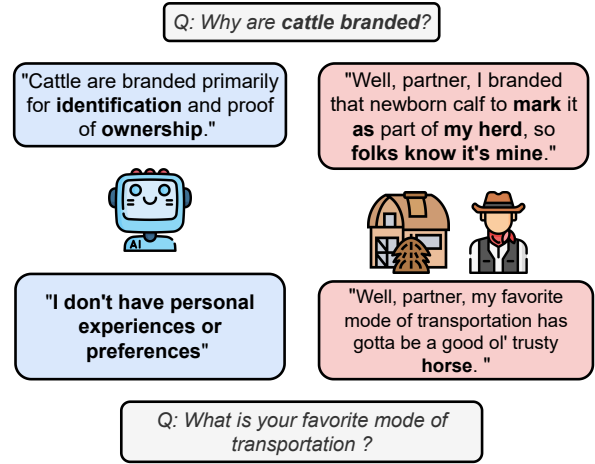 Q: Why are cattle branded?
"Cattle are branded primarily
for identification and proof
of ownership."
"Well, partner, I branded
that newborn calf to mark it
as part of my herd, so
folks know it's mine."
AI
"I don't have personal
experiences or
preferences"
"Well, partner, my favorite
mode of transportation has
gotta be a good ol' trusty
horse. "
Q: What is your favorite mode of
transportation ?